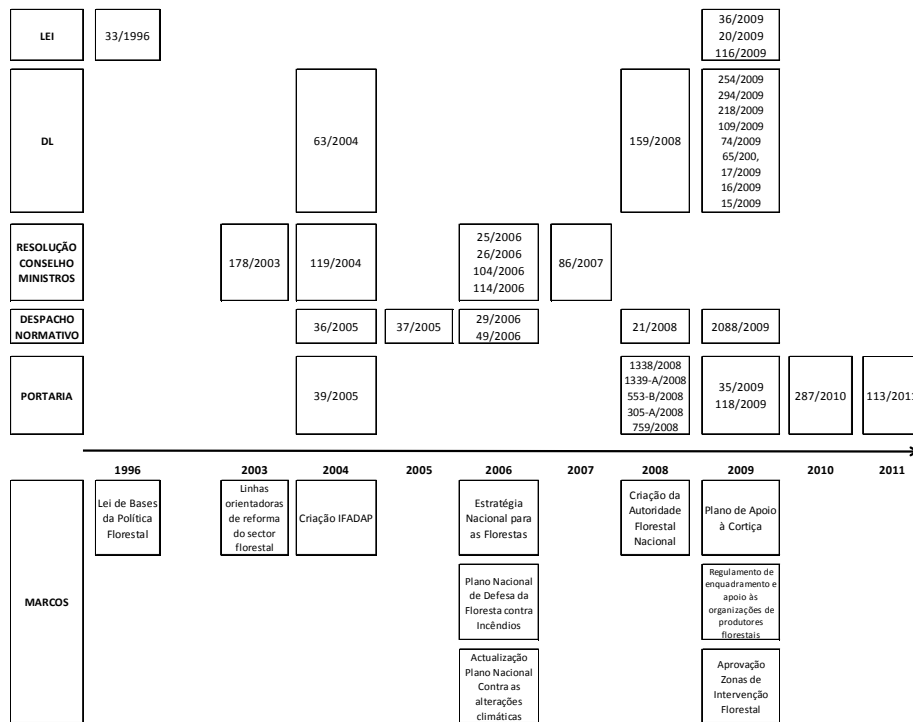 LEI
33/1996
36/2009
20/2009
116/2009
DL
63/2004
159/2008
254/2009
294/2009
218/2009
109/2009
74/2009
65/200,
17/2009
16/2009
15/2009
RESOLUÇÃO
CONSELHO
MINISTROS
178/2003
119/2004
25/2006
26/2006
104/2006
114/2006
86/2007
DESPACHO
NORMATIVO
36/2005
37/2005
29/2006
49/2006
21/2008
2088/2009
PORTARIA
39/2005
1338/2008
1339-A/2008
553-B/2008
305-A/2008
759/2008
35/2009
118/2009
287/2010
113/2011
1996 2003 2004 2005 2006 2007 2008 2009 2010 2011
MARCOS
Lei de Bases
da Política
Florestal
Linhas
orientadoras
de reforma
do sector
florestal
Criação IFADAP
Estratégia
Nacional para
as Florestas
Criação da
Autoridade
Florestal
Nacional
Plano de Apoio
à Cortiça
Plano Nacional
de Defesa da
Floresta contra
Incêndios
Regulamento de
enquadramento e
apoio às
organizações de
produtores
florestais
Actualização
Plano Nacional
Contra as
alterações
climáticas
Aprovação
Zonas de
Intervenção
Florestal